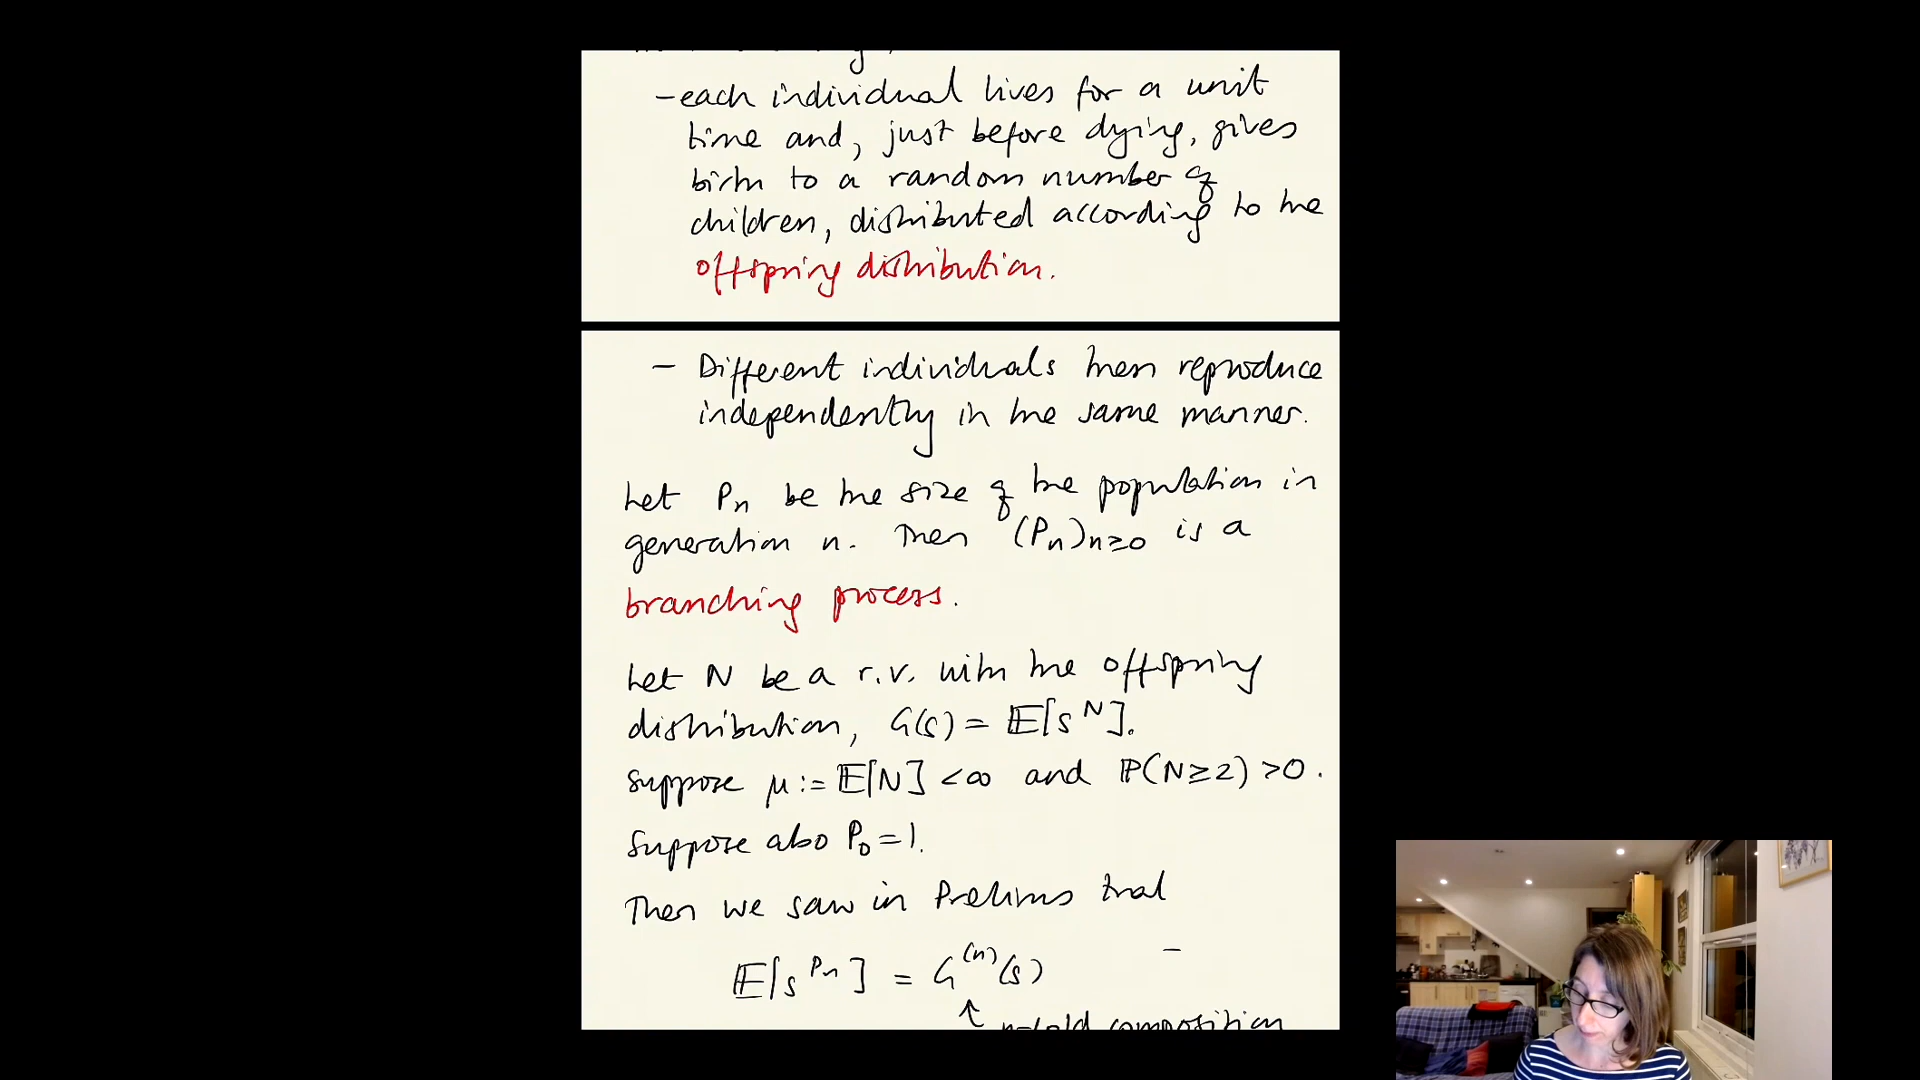 - each individual lives for a unit
time and, just before dying, gives
birth to a random number of
children, distributed according to the
offspring distribution.
- Different individuals then reproduce
independently in the same manner.
Let Pₙ be the size of the population in
generation n. Then (Pₙ)ₙ≥₀ is a
branching process.
Let N be a r.v. with the offspring
distribution, G(s) = 𝔼[s^N].
Suppose μ := 𝔼[N] < ∞ and ℙ(N ≥ 2) > 0.
Suppose also P₀ = 1.
Then we saw in Prelims that
𝔼[s^Pₙ] = G^(n)(s)
↑ n-fold composition